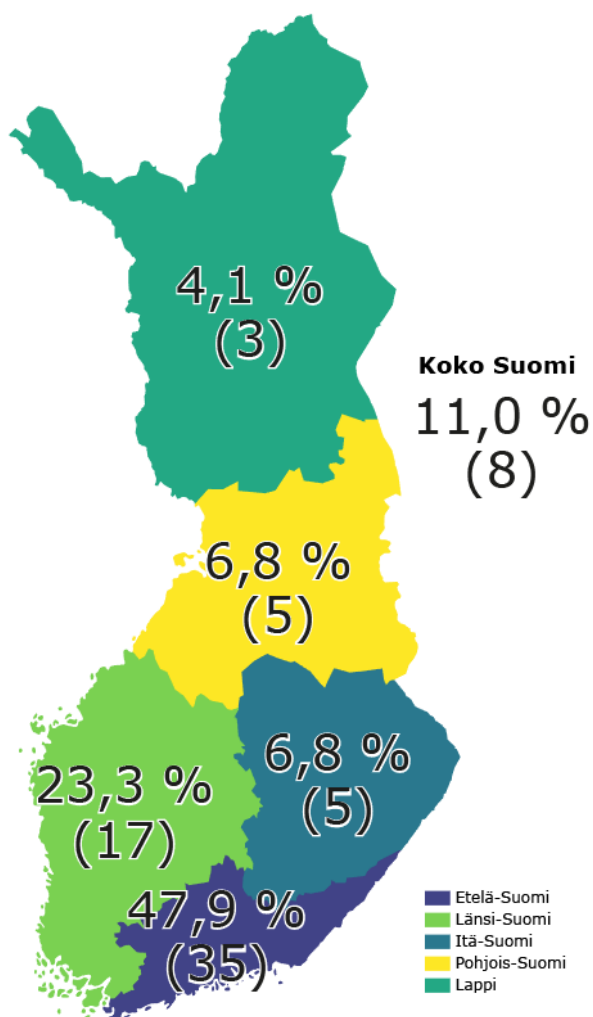 4,1 %
(3)
Koko Suomi
11,0 %
(8)
6,8 %
(5)
6,8 %
(5)
23,3 %
(17)
47,9 %
(35)
Etelä-Suomi
Länsi-Suomi
Itä-Suomi
Pohjois-Suomi
Lappi